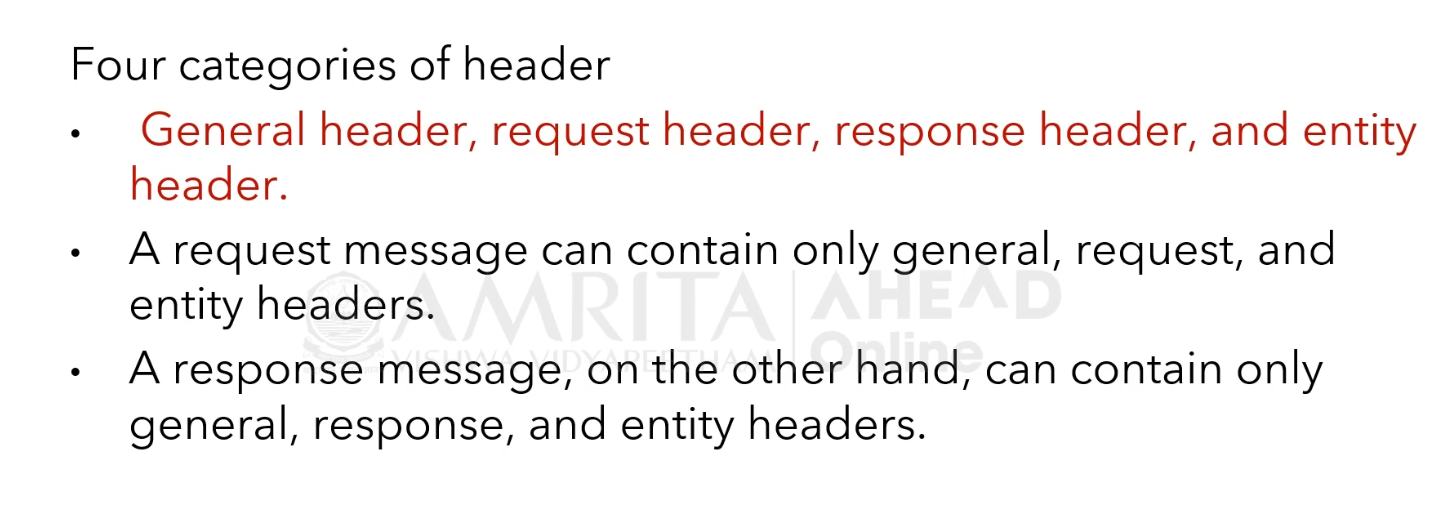 Four categories of header
• General header, request header, response header, and entity
header.
• A request message can contain only general, request, and
entity headers.
• A response message, on the other hand, can contain only
general, response, and entity headers.
AMRITA AHEAD
VISHWA VIDYAPEETHAM Online